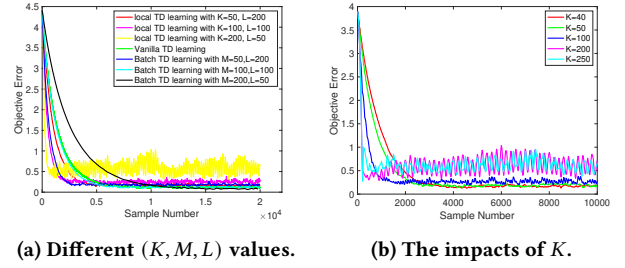 4.5
4
3.5
3
2.5
2
1.5
1
0.5
0
Objective Error
local TD learning with K=50, L=200
local TD learning with K=100, L=100
local TD learning with K=200, L=50
Vanilla TD learning
Batch TD learning with M=50,L=200
Batch TD learning with M=100,L=100
Batch TD learning with M=200,L=50
0 0.5 1 1.5 2
Sample Number
×10⁴
(a) Different (K, M, L) values.
4
3.5
3
2.5
2
1.5
1
0.5
0
Objective Error
K=40
K=50
K=100
K=200
K=250
0 2000 4000 6000 8000 10000
Sample Number
(b) The impacts of K.